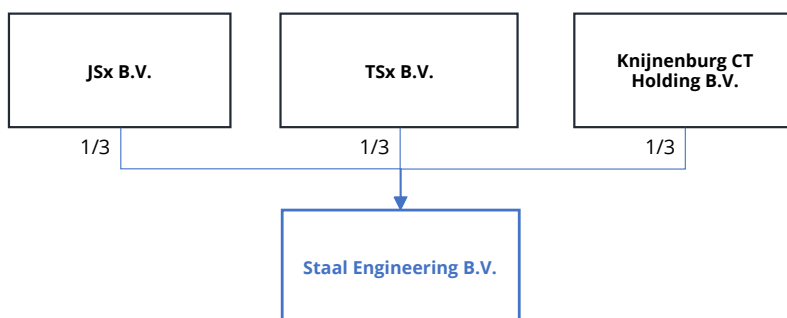 JSx B.V.
TSx B.V.
Knijnenburg CT
Holding B.V.
1/3
1/3
1/3
Staal Engineering B.V.